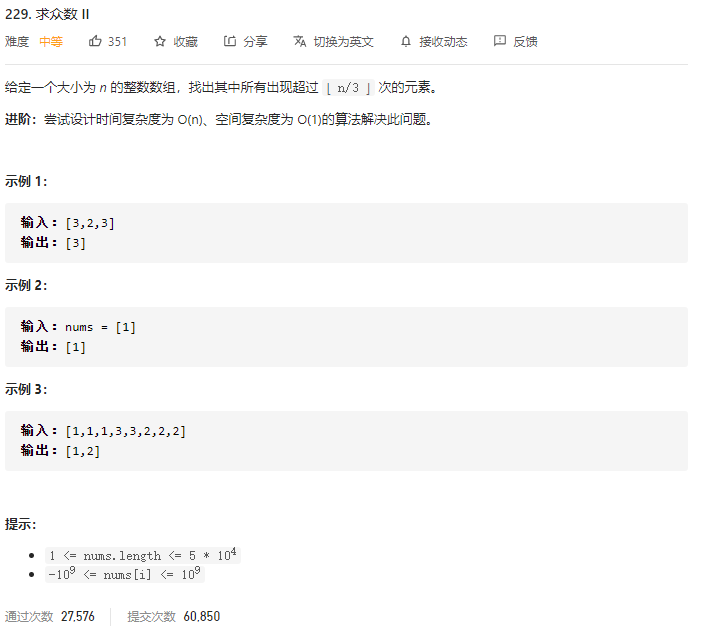 229. 求众数 II
难度 中等 351 收藏 分享 切换为英文 接收动态 反馈
给定一个大小为 n 的整数数组，找出其中所有出现超过 ⌊ n/3 ⌋ 次的元素。
进阶：尝试设计时间复杂度为 O(n)、空间复杂度为 O(1)的算法解决此问题。
示例 1：
输入：[3,2,3]
输出：[3]
示例 2：
输入：nums = [1]
输出：[1]
示例 3：
输入：[1,1,1,3,3,2,2,2]
输出：[1,2]
提示：
• 1 <= nums.length <= 5 * 10⁴
• -10⁹ <= nums[i] <= 10⁹
通过次数 27,576 提交次数 60,850